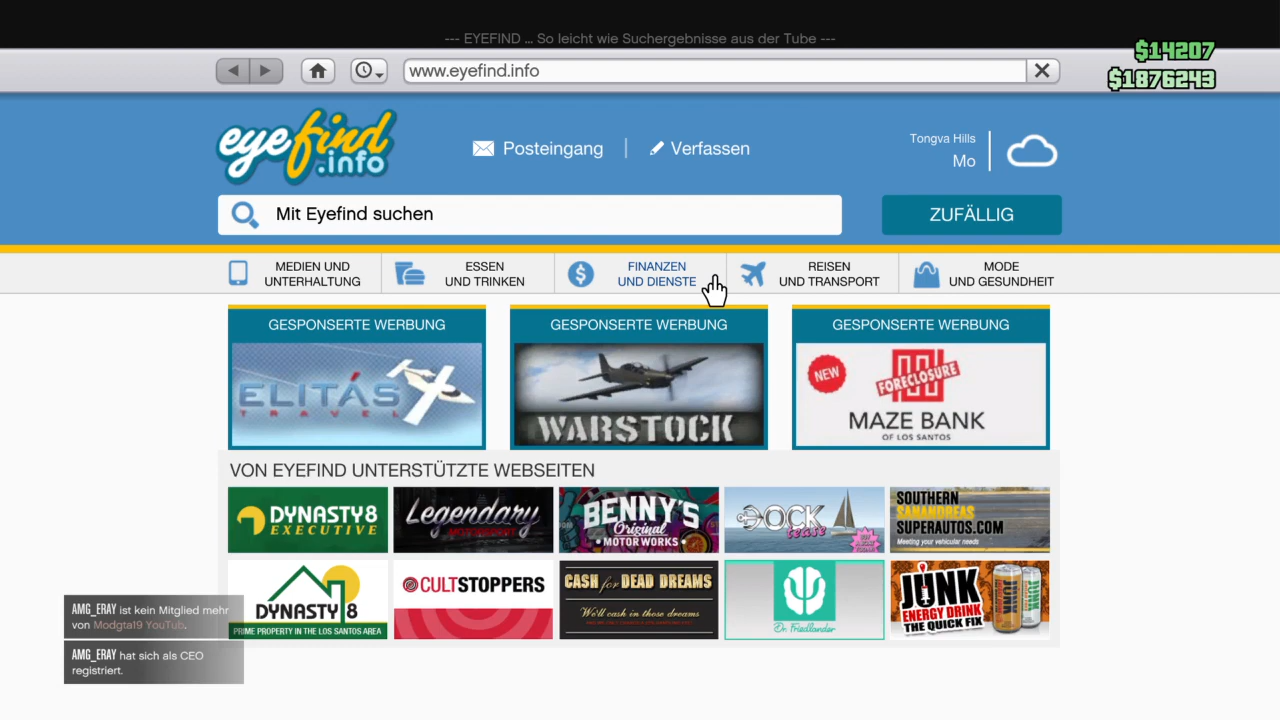 --- EYEFIND ... So leicht wie Suchergebnisse aus der Tube ---
$14207
www.eyefind.info
$1876243
eyefind
.info
Posteingang
Verfassen
Tongva Hills
Mo
Mit Eyefind suchen
ZUFÄLLIG
MEDIEN UND
UNTERHALTUNG
ESSEN
UND TRINKEN
FINANZEN
UND DIENSTE
REISEN
UND TRANSPORT
MODE
UND GESUNDHEIT
GESPONSERTE WERBUNG
GESPONSERTE WERBUNG
GESPONSERTE WERBUNG
ELITÁS
TRAVEL
WARSTOCK
NEW
FORECLOSURE
MAZE BANK
OF LOS SANTOS
VON EYEFIND UNTERSTÜTZTE WEBSEITEN
DYNASTY 8
EXECUTIVE
Legendary
MOTORSPORT
BENNY'S
Original
MOTOR WORKS
DOCK
tease
SOUTHERN
SANANDREAS
SUPERAUTOS.COM
Meeting your vehicular needs
DYNASTY 8
PRIME PROPERTY IN THE LOS SANTOS AREA
CULTSTOPPERS
CASH for DEAD DREAMS
We'll cash in those dreams
Dr. Friedlander
JUNK
ENERGY DRINK
THE QUICK FIX
AMG_ERAY ist kein Mitglied mehr
von Modgta19 YouTub.
AMG_ERAY hat sich als CEO
registriert.